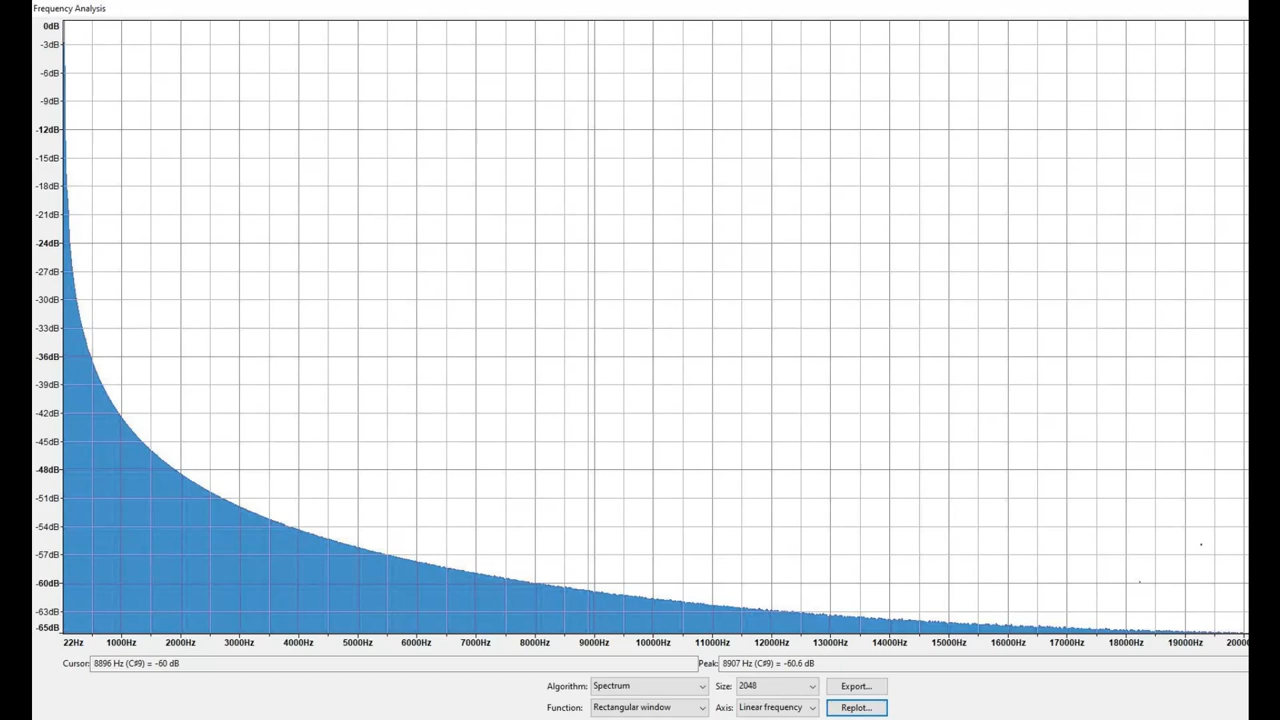 Frequency Analysis
0dB
-3dB
-6dB
-9dB
-12dB
-15dB
-18dB
-21dB
-24dB
-27dB
-30dB
-33dB
-36dB
-39dB
-42dB
-45dB
-48dB
-51dB
-54dB
-57dB
-60dB
-63dB
-65dB
22Hz 1000Hz 2000Hz 3000Hz 4000Hz 5000Hz 6000Hz 7000Hz 8000Hz 9000Hz 10000Hz 11000Hz 12000Hz 13000Hz 14000Hz 15000Hz 16000Hz 17000Hz 18000Hz 19000Hz 20000
Cursor: 8896 Hz (C#9) = -60 dB Peak: 8907 Hz (C#9) = -60.6 dB
Algorithm: Spectrum Size: 2048 Export...
Function: Rectangular window Axis: Linear frequency Replot...